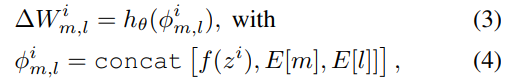 ΔW^i_{m,l} = h_θ(ϕ^i_{m,l}), with (3)
ϕ^i_{m,l} = concat [f(z^i), E[m], E[l]]] , (4)